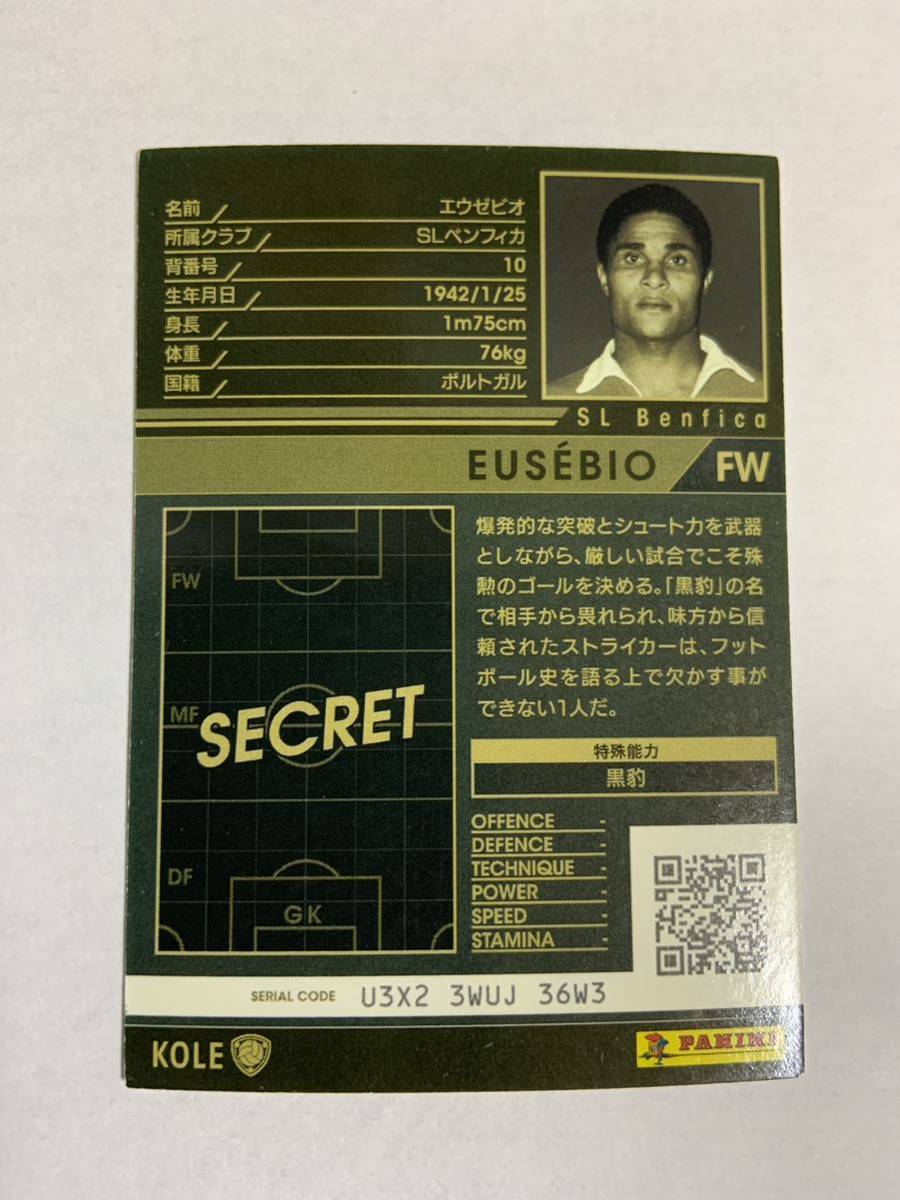 名前 エウゼビオ
所属クラブ SLベンフィカ
背番号 10
生年月日 1942/1/25
身長 1m75cm
体重 76kg
国籍 ポルトガル
SL Benfica
EUSÉBIO FW
FW
MF
SECRET
DF
GK
爆発的な突破とシュート力を武器
としながら、厳しい試合でこそ殊
勲のゴールを決める。「黒豹」の名
で相手から畏れられ、味方から信
頼されたストライカーは、フット
ボール史を語る上で欠かす事が
できない1人だ。
特殊能力
黒豹
OFFENCE -
DEFENCE -
TECHNIQUE -
POWER -
SPEED -
STAMINA -
SERIAL CODE U3X2 3WUJ 36W3
KOLE
PANINI